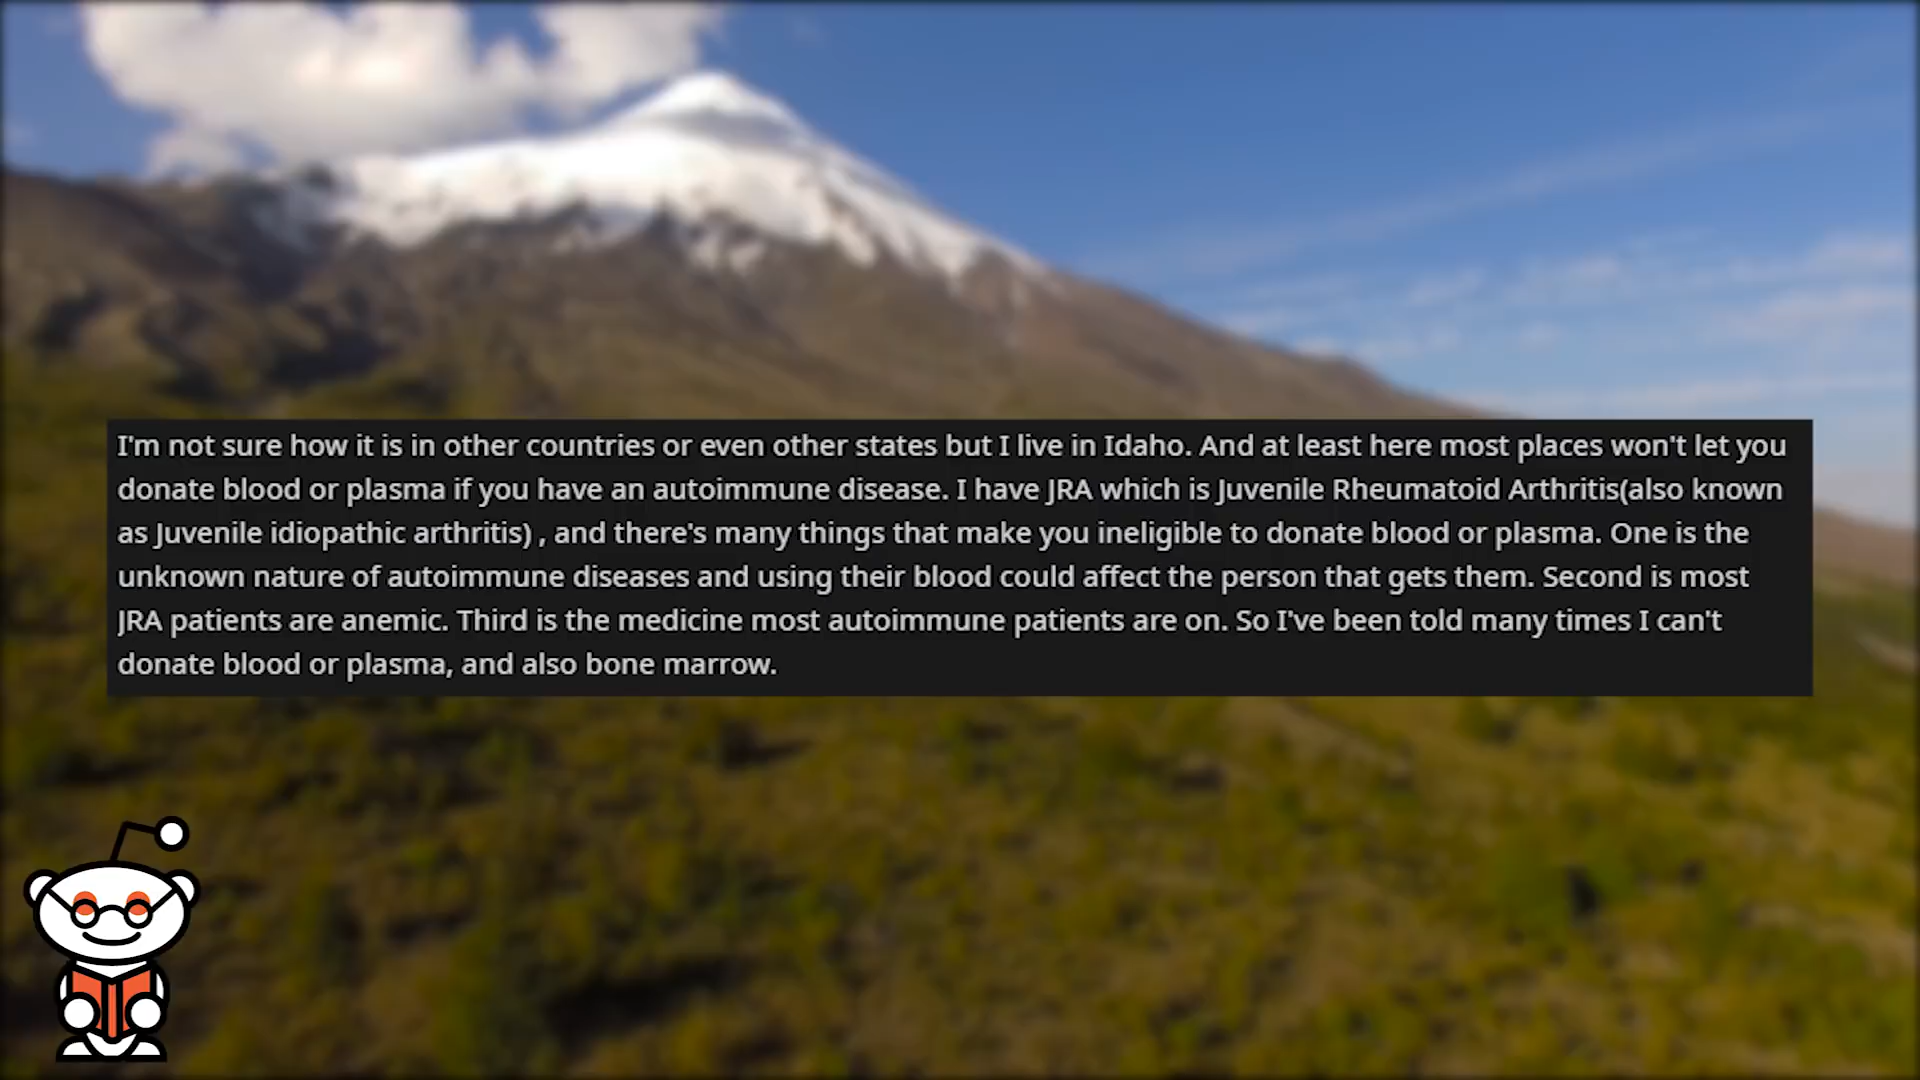 I'm not sure how it is in other countries or even other states but I live in Idaho. And at least here most places won't let you
donate blood or plasma if you have an autoimmune disease. I have JRA which is Juvenile Rheumatoid Arthritis(also known
as Juvenile idiopathic arthritis) , and there's many things that make you ineligible to donate blood or plasma. One is the
unknown nature of autoimmune diseases and using their blood could affect the person that gets them. Second is most
JRA patients are anemic. Third is the medicine most autoimmune patients are on. So I've been told many times I can't
donate blood or plasma, and also bone marrow.